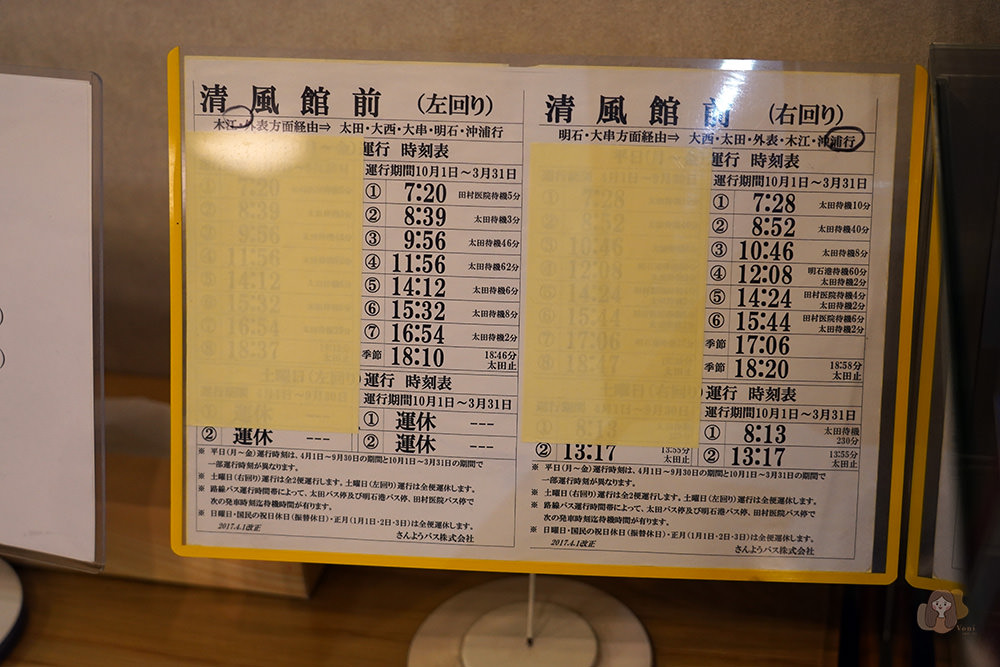 清風館前 (左回り)
木江・外表方面経由⇒ 太田・大西・大串・明石・沖浦行
運行 時刻表
運行期間10月1日～3月31日
① 7:20 田村医院待機5分
② 8:39 太田待機3分
③ 9:56 太田待機46分
④ 11:56 太田待機62分
⑤ 14:12 太田待機6分
⑥ 15:32 太田待機8分
⑦ 16:54 太田待機2分
季節 18:10 18:46分
太田止
土曜日(左回り) 運行 時刻表
運行期間10月1日～3月31日
① 運休 ---
運休 ---
② 運休 ---
② 運休 ---
※ 平日(月～金)運行時刻は、4月1日～9月30日の期間と10月1日～3月31日の期間で
一部運行時刻が異なります。
※ 土曜日(右回り)運行は全2便運行します。土曜日(左回り)運行は全便運休します。
※ 路線バス運行時間帯によって、太田バス停及び明石港バス停、田村医院バス停で
次の発車時刻迄待機時間が有ります。
※ 日曜日・国民の祝日休日(振替休日)・正月(1月1日・2日・3日)は全便運休します。
2017.4.1改正 さんようバス株式会社
清風館前 (右回り)
明石・大串方面経由⇒ 大西・太田・外表・木江・沖浦行
運行 時刻表
運行期間10月1日～3月31日
① 7:28 太田待機10分
② 8:52 太田待機40分
③ 10:46 太田待機8分
④ 12:08 明石港待機60分
太田待機2分
⑤ 14:24 田村医院待機4分
太田待機2分
⑥ 15:44 田村医院待機6分
太田待機2分
季節 17:06
季節 18:20 18:58分
太田止
土曜日(右回り) 運行 時刻表
運行期間10月1日～3月31日
① 8:13 太田待機
230分
② 13:17 13:55分
太田止
② 13:17 13:55分
太田止
※ 平日(月～金)運行時刻は、4月1日～9月30日の期間と10月1日～3月31日の期間で
一部運行時刻が異なります。
※ 土曜日(右回り)運行は全2便運行します。土曜日(左回り)運行は全便運休します。
※ 路線バス運行時間帯によって、太田バス停及び明石港バス停、田村医院バス停で
次の発車時刻迄待機時間が有ります。
※ 日曜日・国民の祝日休日(振替休日)・正月(1月1日・2日・3日)は全便運休します。
2017.4.1改正 さんようバス株式会社
Yoni